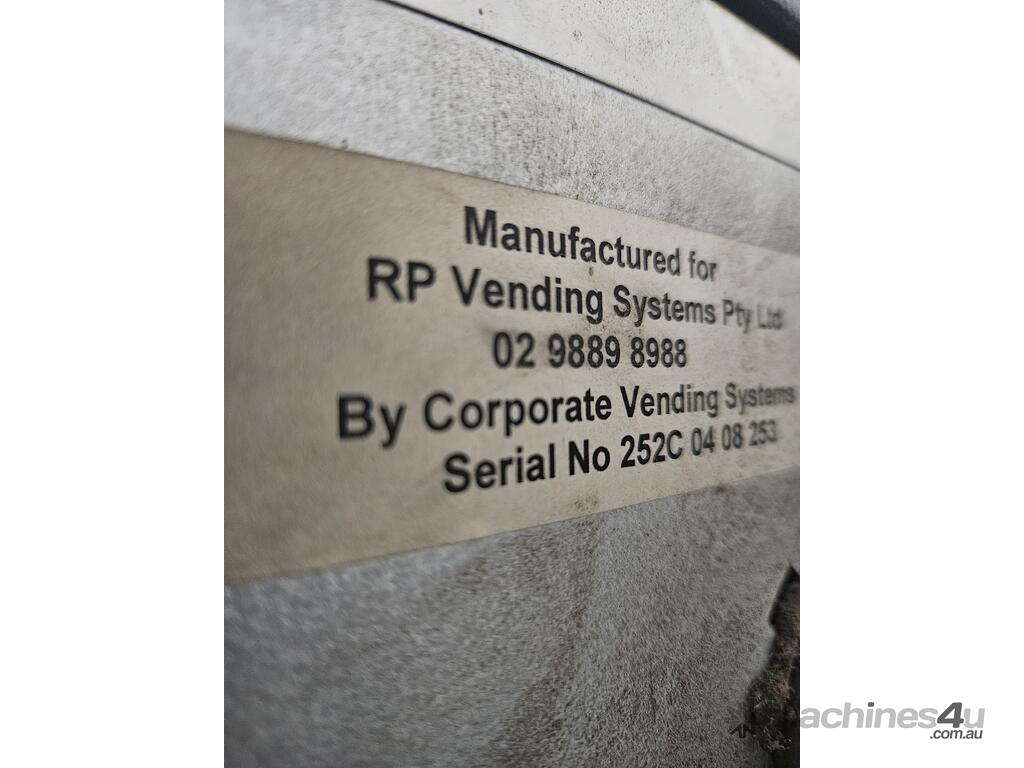 Manufactured for
RP Vending Systems Pty Ltd
02 9889 8988
By Corporate Vending Systems
Serial No 252C 04 08 253
machines4u
.com.au